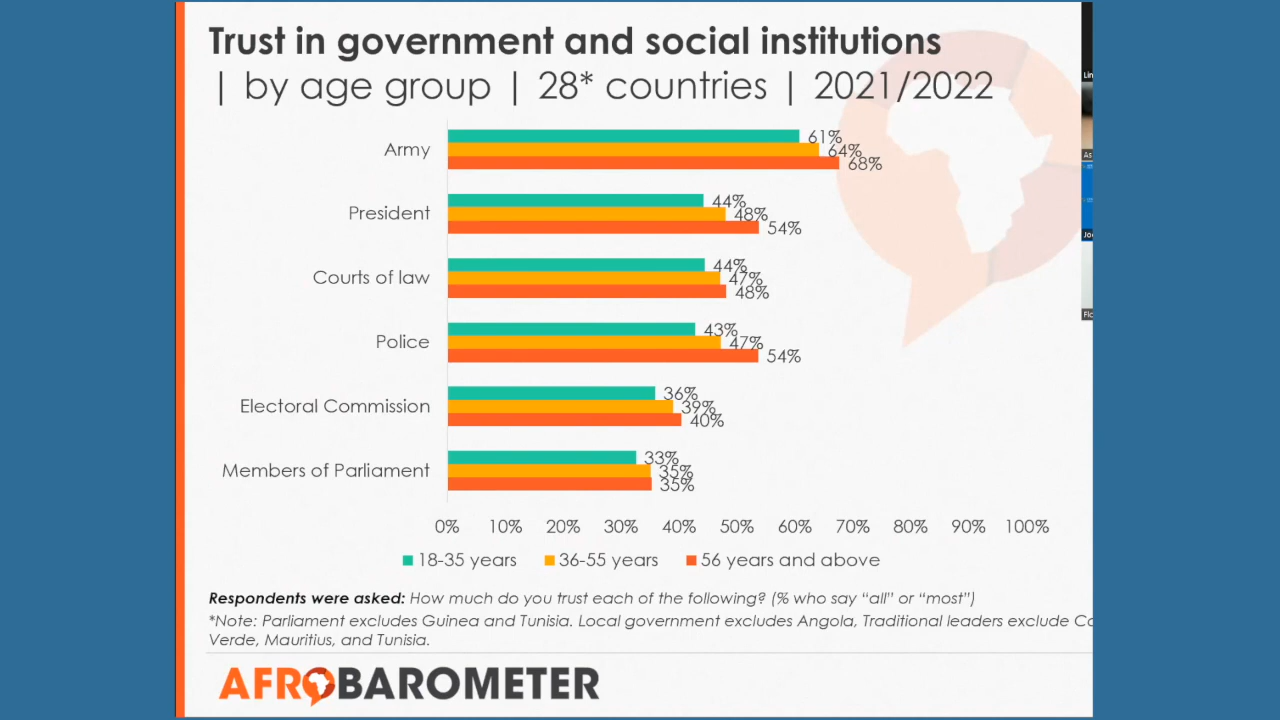 Trust in government and social institutions
| by age group | 28* countries | 2021/2022
Army
61%
64%
68%
President
44%
48%
54%
Courts of law
44%
47%
48%
Police
43%
47%
54%
Electoral Commission
36%
39%
40%
Members of Parliament
33%
35%
35%
0% 10% 20% 30% 40% 50% 60% 70% 80% 90% 100%
18-35 years 36-55 years 56 years and above
Respondents were asked: How much do you trust each of the following? (% who say “all” or “most”)
*Note: Parliament excludes Guinea and Tunisia. Local government excludes Angola, Traditional leaders exclude
Verde, Mauritius, and Tunisia.
AFROBAROMETER